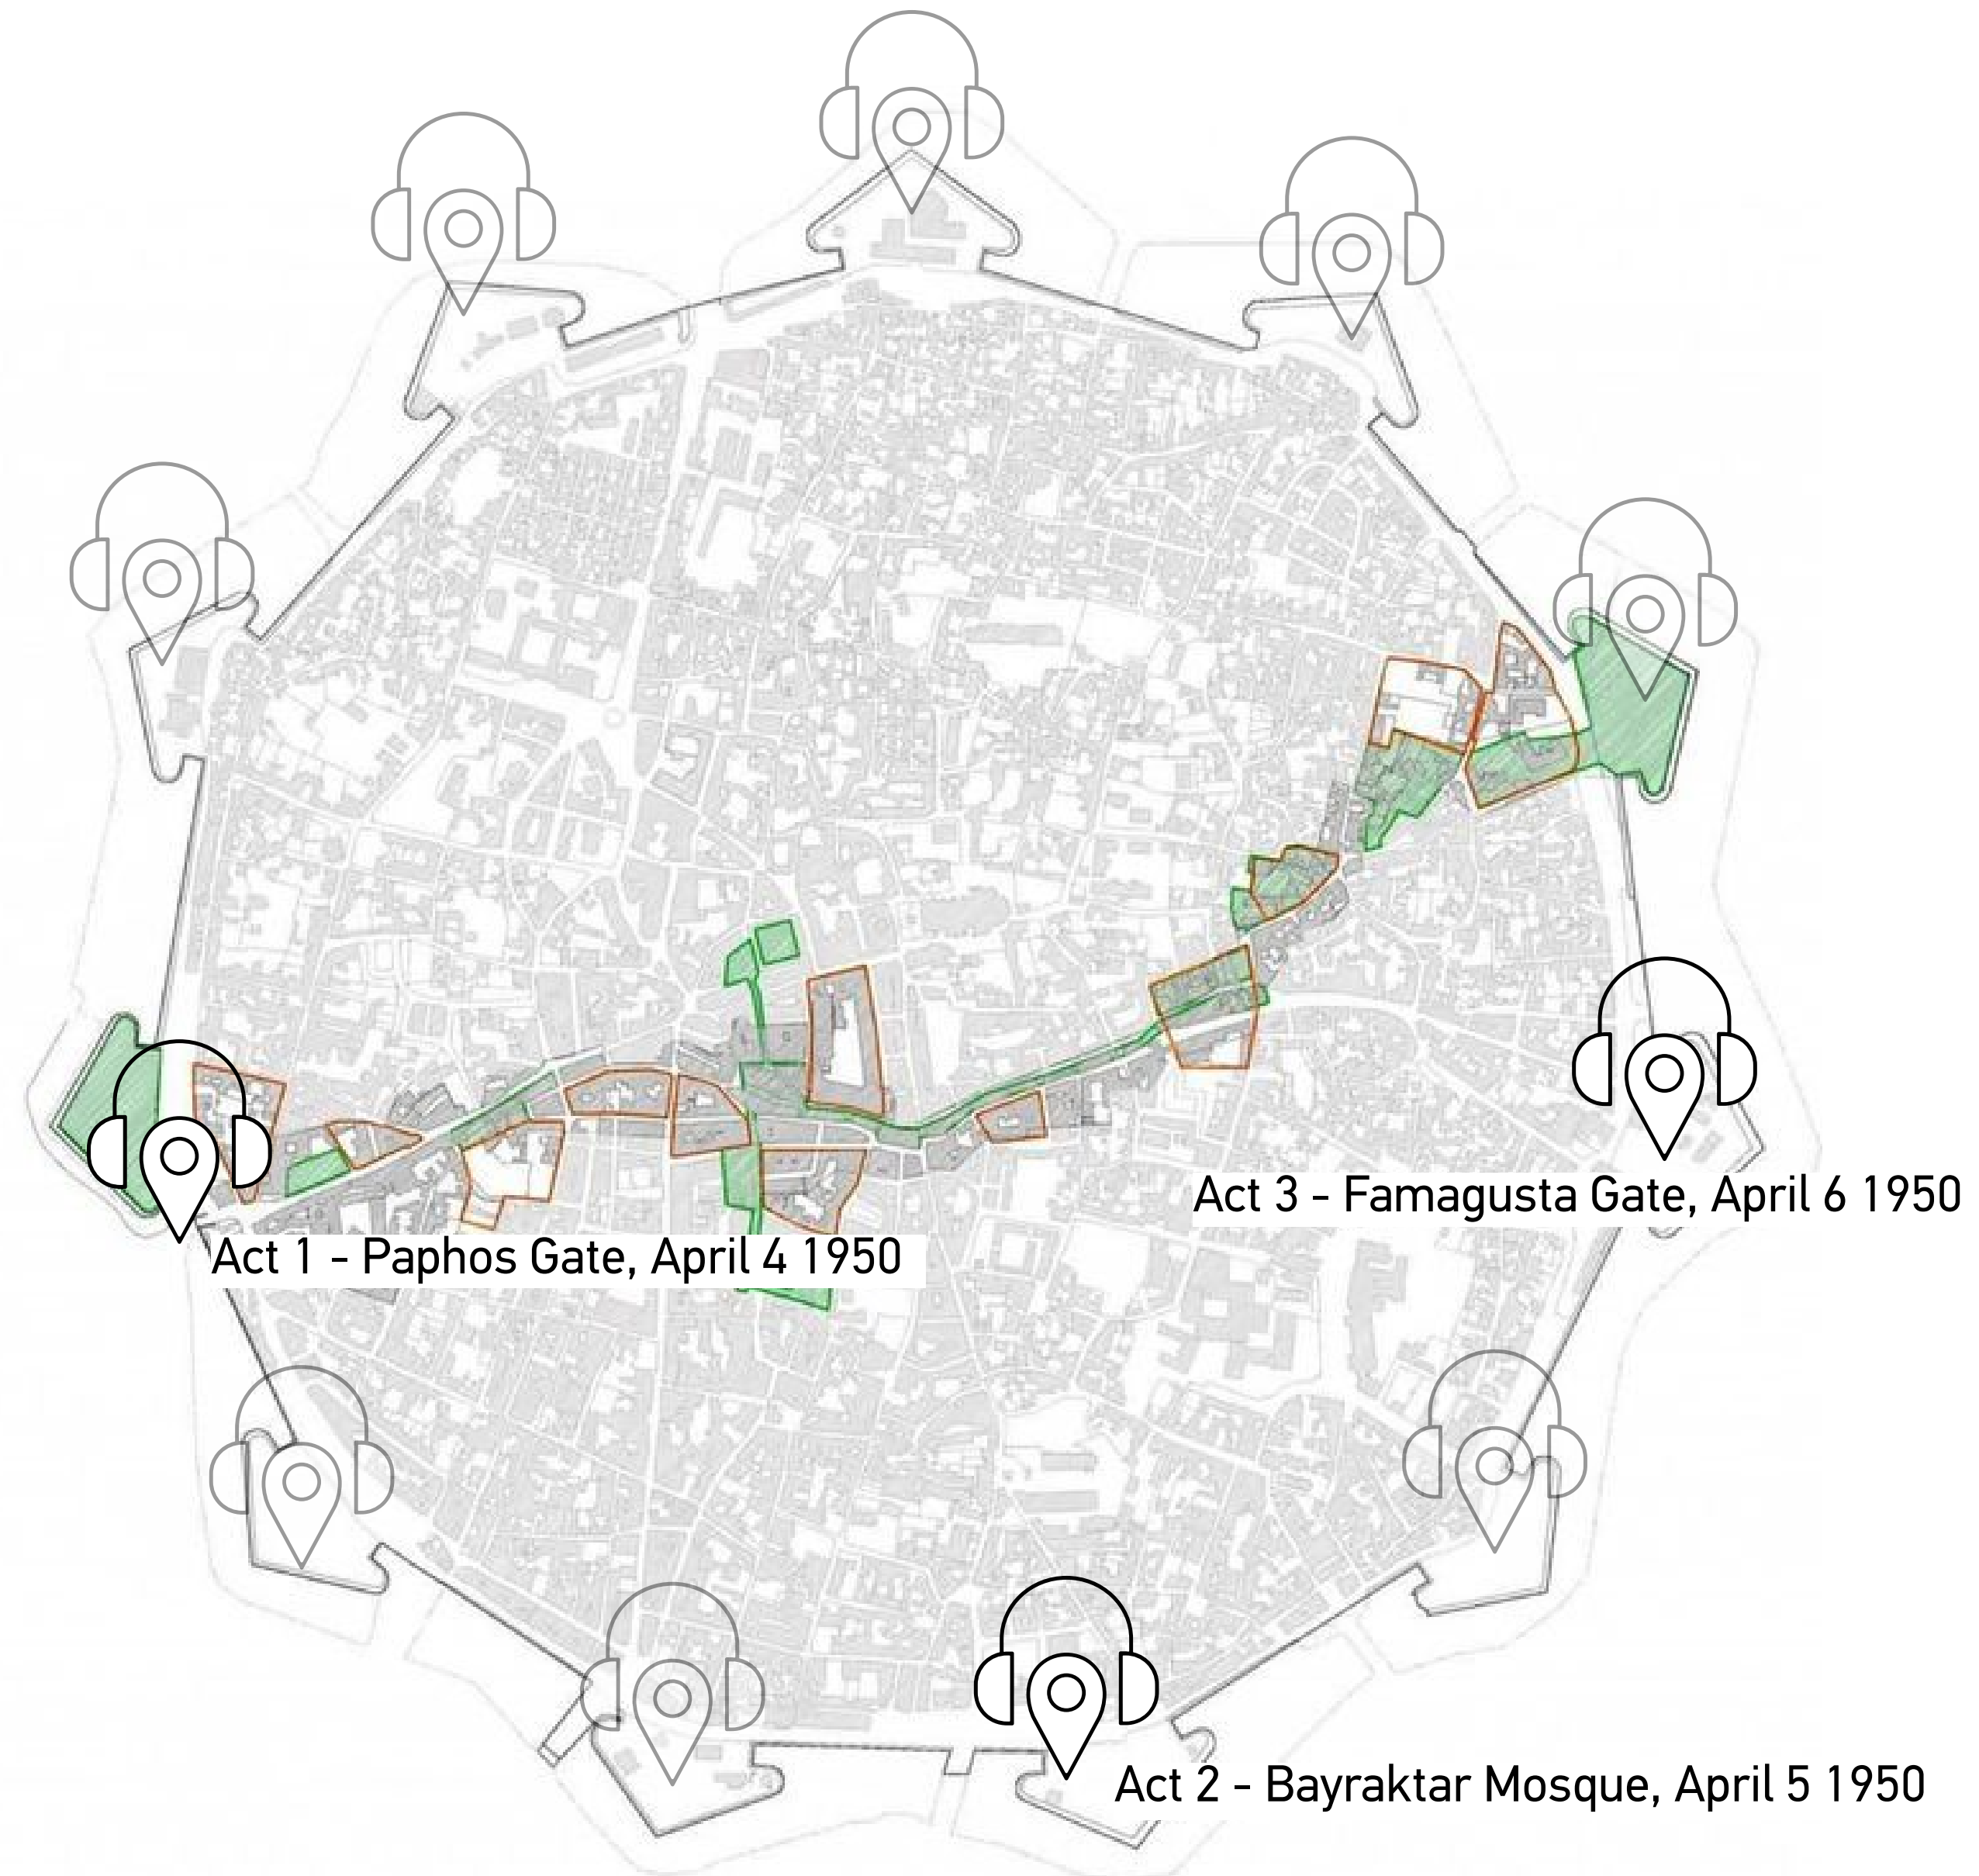 Act 3 - Famagusta Gate, April 6 1950
Act 1 - Paphos Gate, April 4 1950
Act 2 - Bayraktar Mosque, April 5 1950